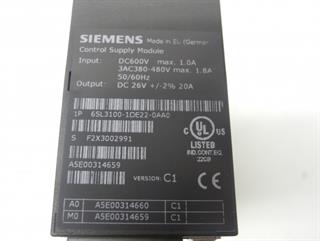 SIEMENS Made in EU (Germany
Control Supply Module
Input: DC600V max. 1.0A
3AC380-480V max. 1.8A
50/60Hz
Output: DC 26V +/-2% 20A
1P 6SL3100-1DE22-0AA0
S F2X3002991
A5E00314659
VERSION: C1
C UL US
LISTED
IND.CONT.EQ.
22GB
A0 A5E00314660 C1
M0 A5E00314659 C1